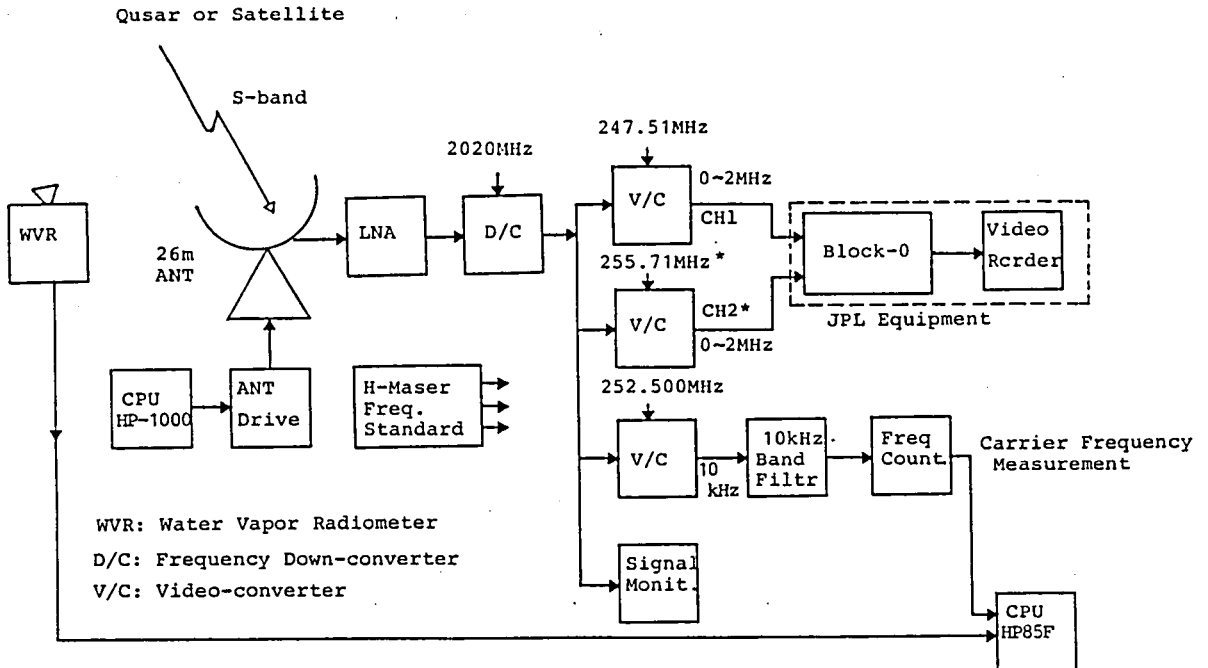 Qusar or Satellite
S-band
247.51MHz
2020MHz
V/C
0~2MHz
CH1
WVR
26m
ANT
LNA
D/C
Block-0
Video
Rcrder
255.71MHz*
V/C
CH2*
0~2MHz
JPL Equipment
CPU
HP-1000
ANT
Drive
H-Maser
Freq.
Standard
252.500MHz
V/C
10
kHz
10kHz
Band
Filtr
Freq
Count
Carrier Frequency
Measurement
WVR: Water Vapor Radiometer
D/C: Frequency Down-converter
V/C: Video-converter
Signal
Monit.
CPU
HP85F